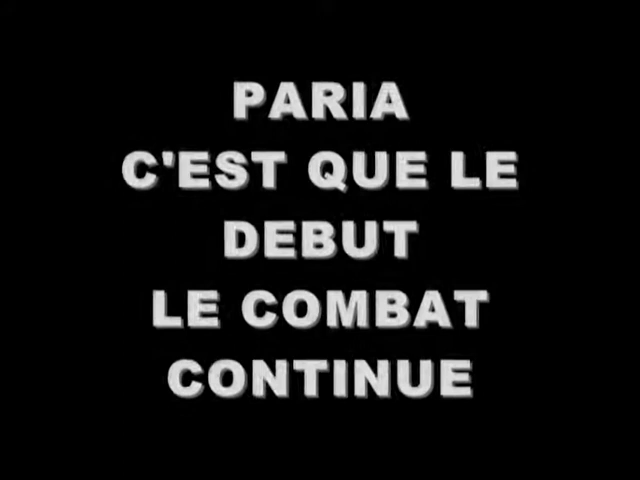 PARIA
C'EST QUE LE
DEBUT
LE COMBAT
CONTINUE